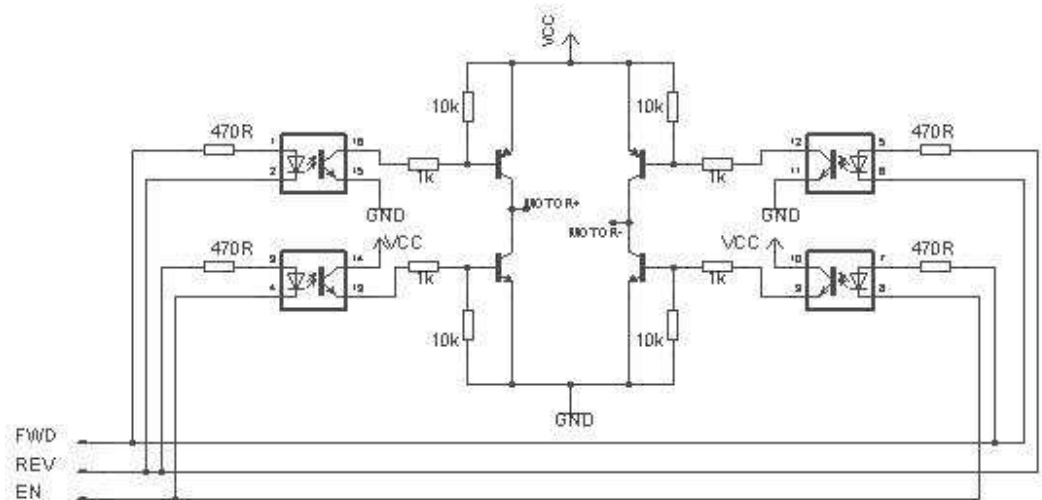 VCC
10k
10k
470R
1
2
16
15
1k
GND
12
11
5
6
470R
1k
GND
MOTOR+
MOTOR-
470R
3
4
14
13
VCC
1k
VCC
10
9
7
8
470R
1k
10k
10k
GND
FWD
REV
EN